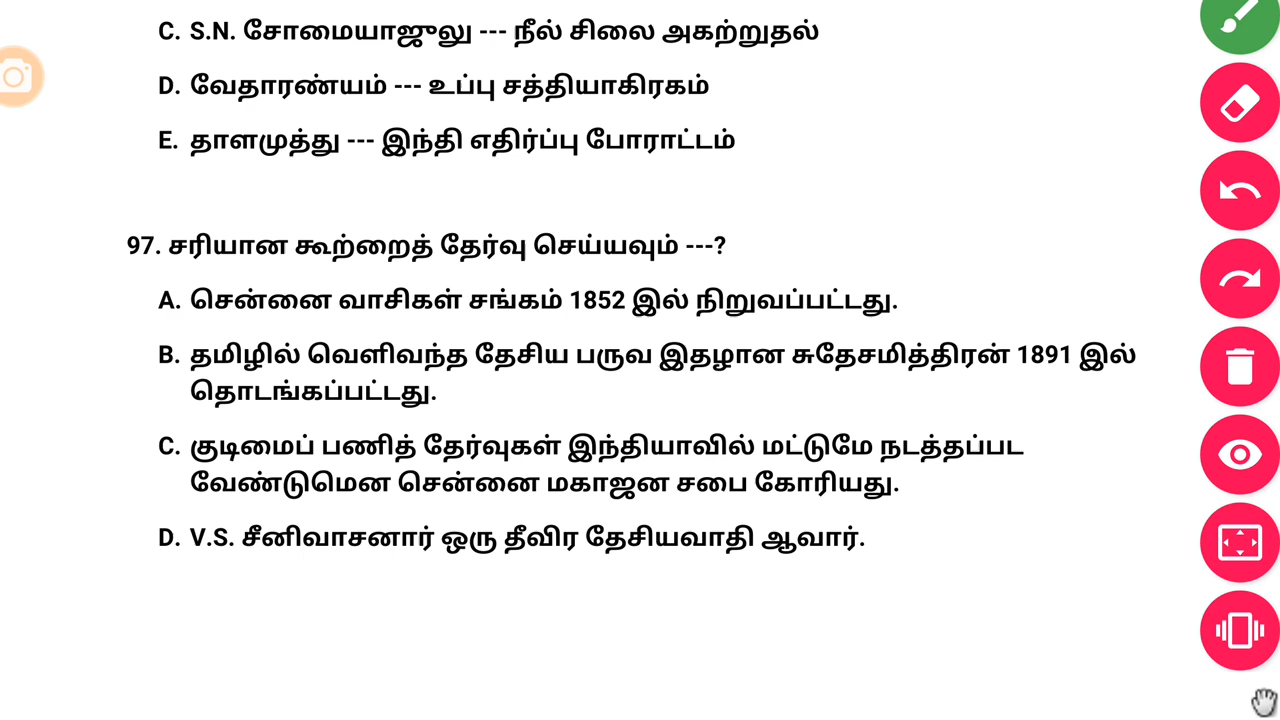 C. S.N. சோமையாஜுலு --- நீல் சிலை அகற்றுதல்
D. வேதாரண்யம் --- உப்பு சத்தியாகிரகம்
E. தாளமுத்து --- இந்தி எதிர்ப்பு போராட்டம்
97. சரியான கூற்றைத் தேர்வு செய்யவும் ---?
A. சென்னை வாசிகள் சங்கம் 1852 இல் நிறுவப்பட்டது.
B. தமிழில் வெளிவந்த தேசிய பருவ இதழான சுதேசமித்திரன் 1891 இல்
தொடங்கப்பட்டது.
C. குடிமைப் பணித் தேர்வுகள் இந்தியாவில் மட்டுமே நடத்தப்பட
வேண்டுமென சென்னை மகாஜன சபை கோரியது.
D. V.S. சீனிவாசனார் ஒரு தீவிர தேசியவாதி ஆவார்.